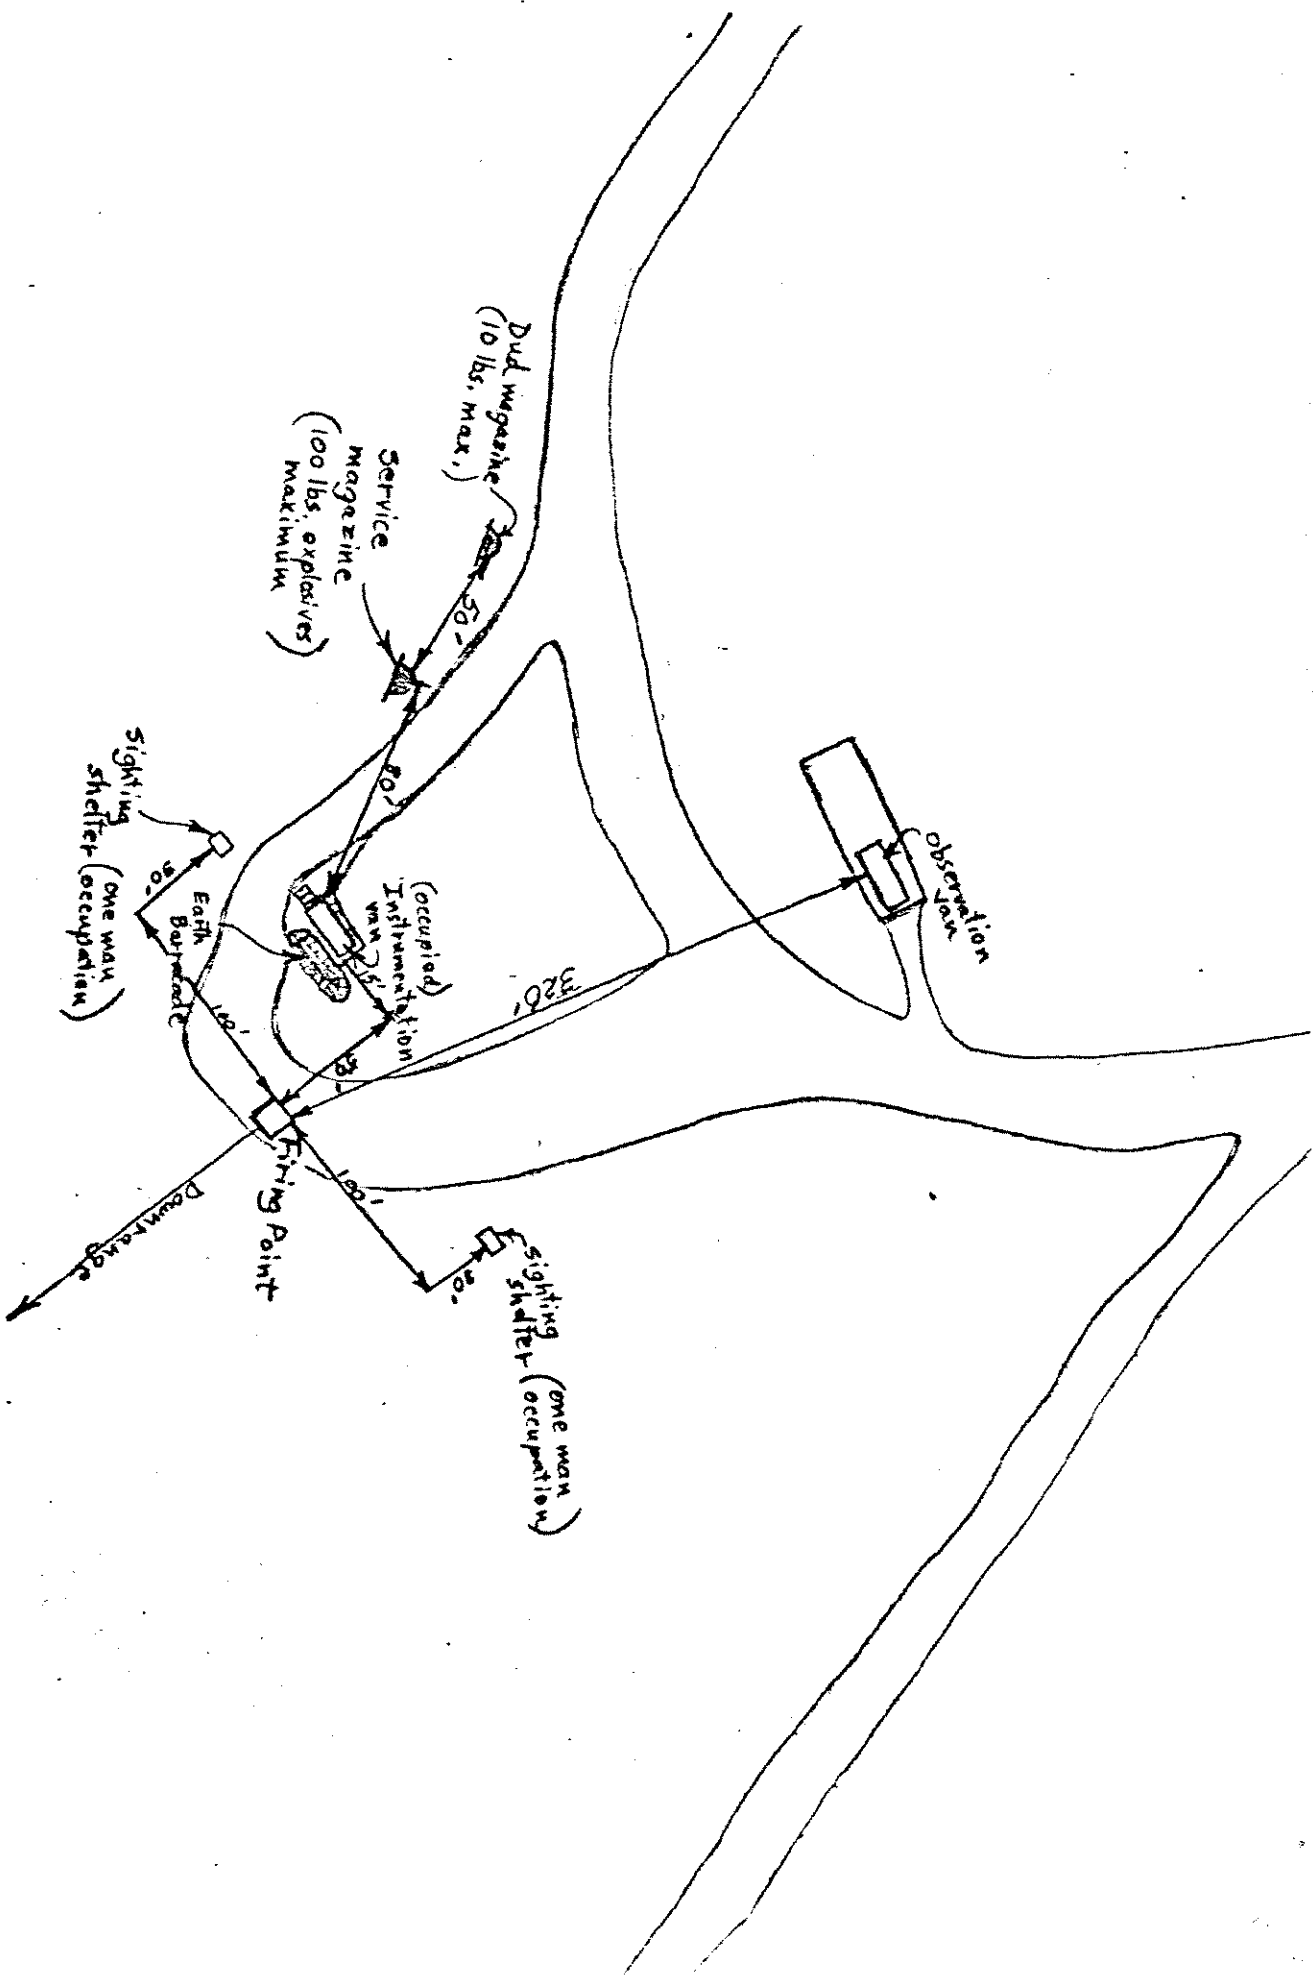 observation
van
Dud magazine
(10 lbs. max.)
50'
Service
magazine
(100 lbs. explosives
maximum)
80'
(occupied)
Instrumentation
van
15'
320'
Earth
Barracade
sighting
shelter (one man
occupation)
50'
100'
Firing Point
100'
50'
sighting
shelter (one man
occupation)
Downrange